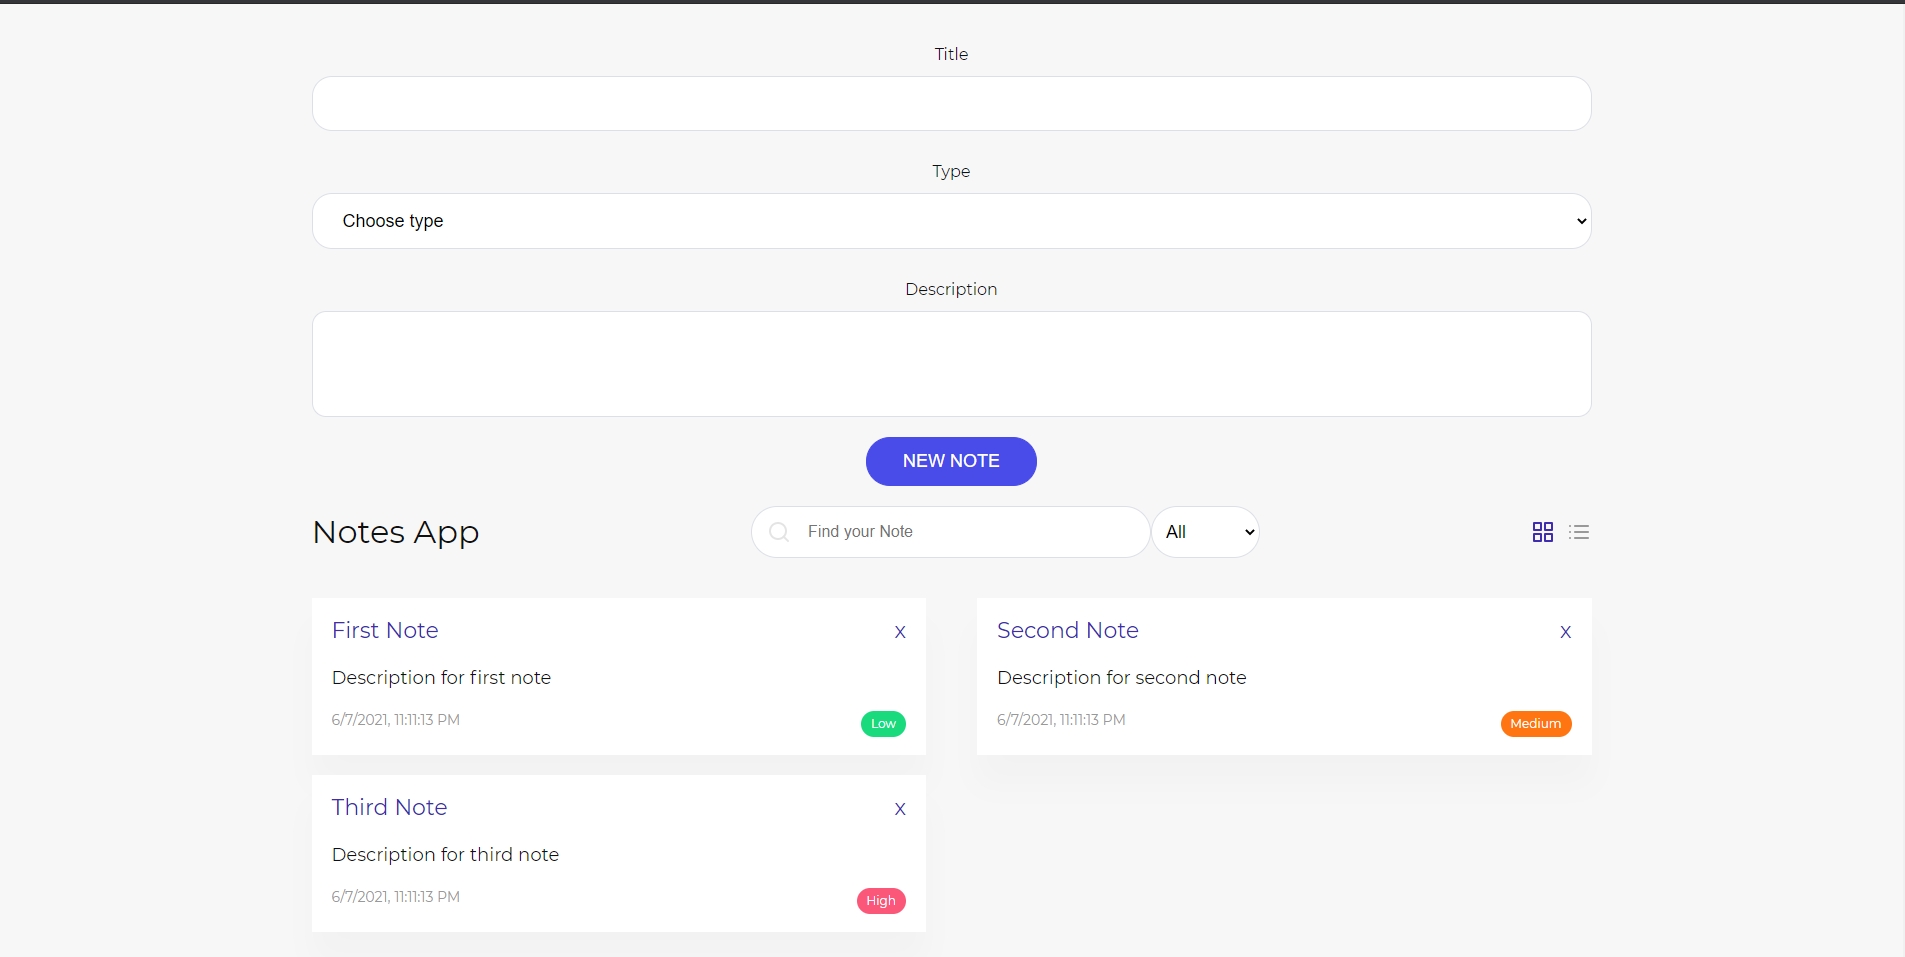 Title
Type
Choose type
Description
NEW NOTE
Notes App
Find your Note
All
First Note
X
Description for first note
6/7/2021, 11:11:13 PM
Low
Second Note
X
Description for second note
6/7/2021, 11:11:13 PM
Medium
Third Note
X
Description for third note
6/7/2021, 11:11:13 PM
High